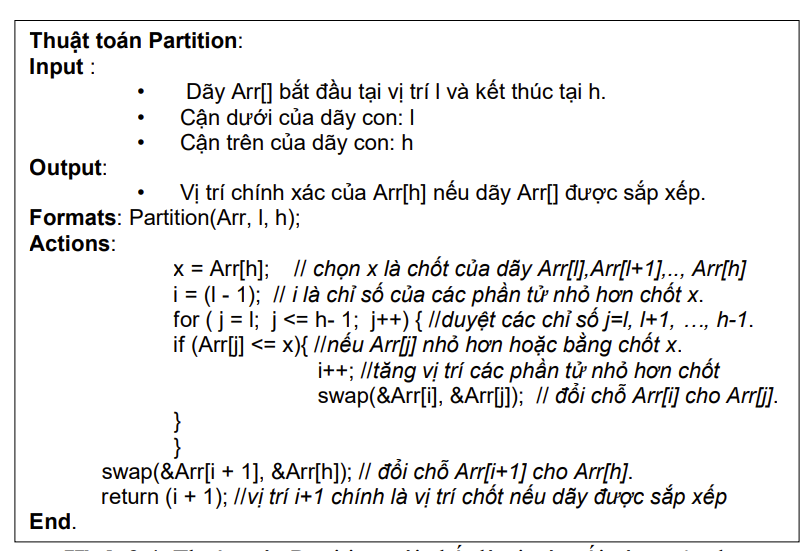 Thuật toán Partition:
Input :
• Dãy Arr[] bắt đầu tại vị trí l và kết thúc tại h.
• Cận dưới của dãy con: l
• Cận trên của dãy con: h
Output:
• Vị trí chính xác của Arr[h] nếu dãy Arr[] được sắp xếp.
Formats: Partition(Arr, l, h);
Actions:
x = Arr[h]; // chọn x là chốt của dãy Arr[l],Arr[l+1],.., Arr[h]
i = (l - 1); // i là chỉ số của các phần tử nhỏ hơn chốt x.
for ( j = l; j <= h- 1; j++) { //duyệt các chỉ số j=l, l+1, …, h-1.
if (Arr[j] <= x){ //nếu Arr[j] nhỏ hơn hoặc bằng chốt x.
i++; //tăng vị trí các phần tử nhỏ hơn chốt
swap(&Arr[i], &Arr[j]); // đổi chỗ Arr[i] cho Arr[j].
}
}
swap(&Arr[i + 1], &Arr[h]); // đổi chỗ Arr[i+1] cho Arr[h].
return (i + 1); //vị trí i+1 chính là vị trí chốt nếu dãy được sắp xếp
End.